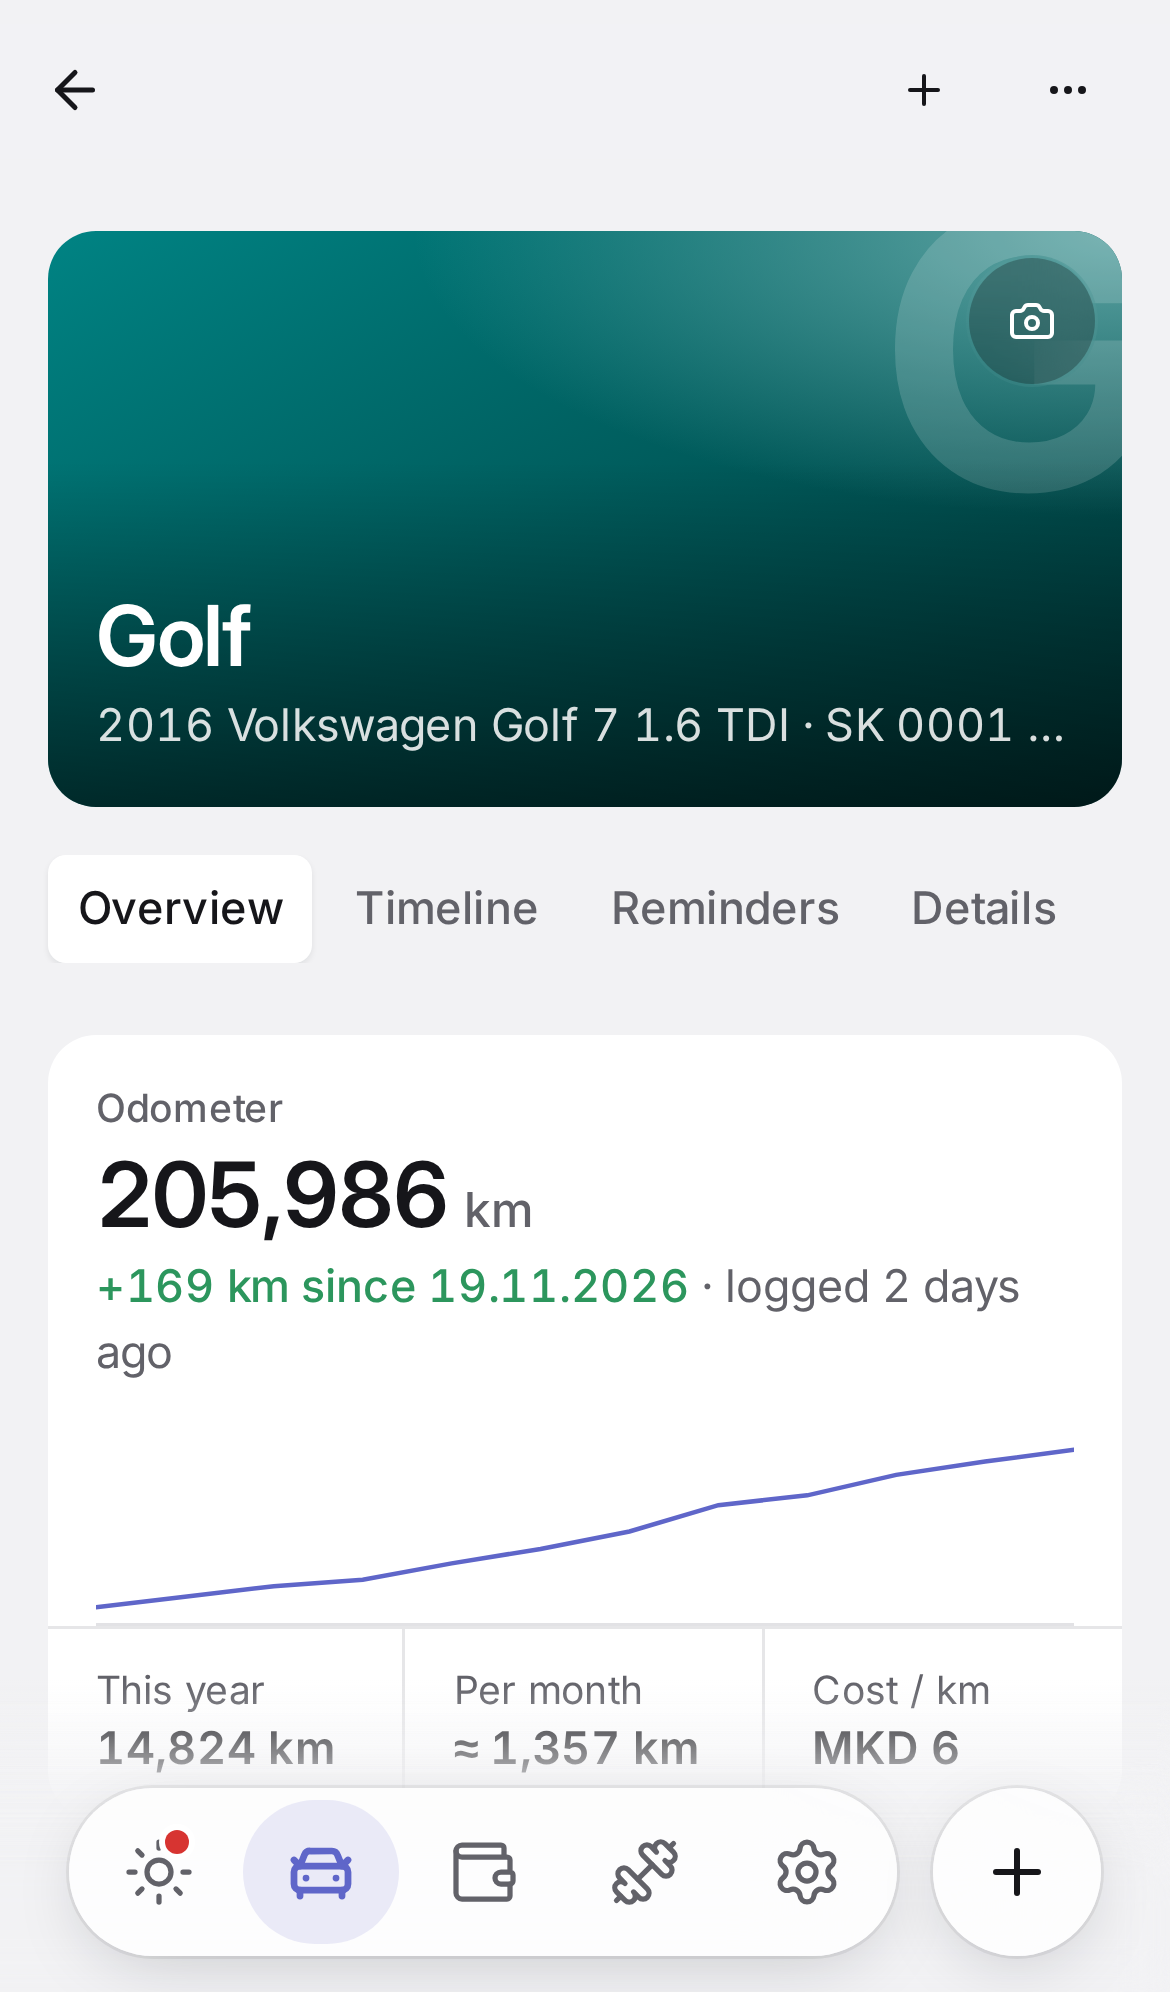 Golf
2016 Volkswagen Golf 7 1.6 TDI · SK 0001 ...
Overview Timeline Reminders Details
Odometer
205,986 km
+169 km since 19.11.2026 · logged 2 days
ago
This year Per month Cost / km
14,824 km ≈ 1,357 km MKD 6